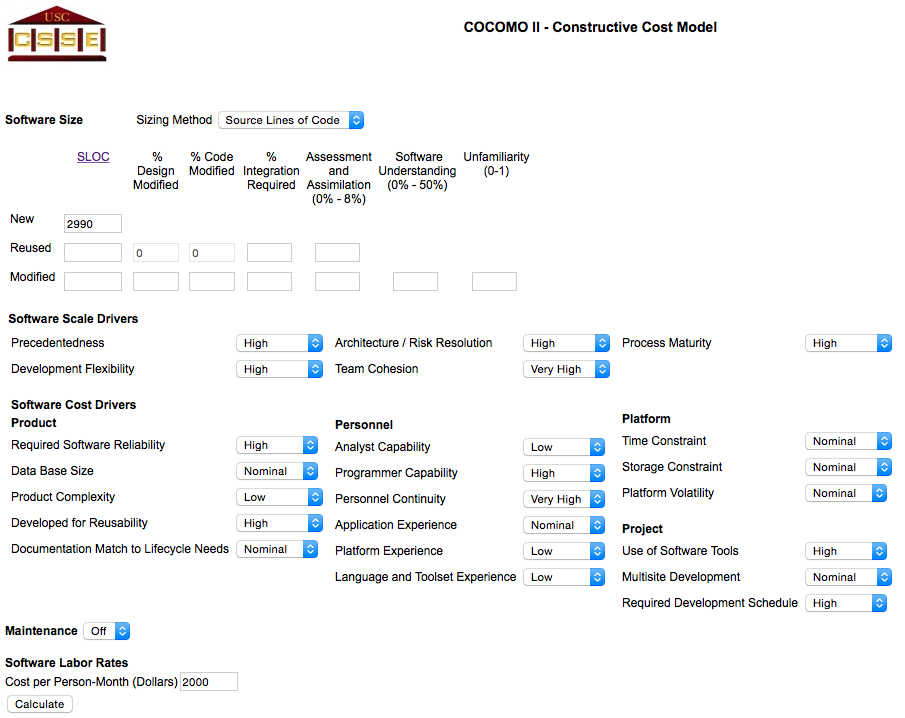 USC
CSSE
COCOMO II - Constructive Cost Model
Software Size Sizing Method Source Lines of Code
SLOC % Design Modified % Code Modified % Integration Required Assessment and Assimilation (0% - 8%) Software Understanding (0% - 50%) Unfamiliarity (0-1)
New 2990
Reused 0 0
Modified
Software Scale Drivers
Precedentedness High Architecture / Risk Resolution High Process Maturity High
Development Flexibility High Team Cohesion Very High
Software Cost Drivers
Product
Required Software Reliability High
Data Base Size Nominal
Product Complexity Low
Developed for Reusability High
Documentation Match to Lifecycle Needs Nominal
Personnel
Analyst Capability Low
Programmer Capability High
Personnel Continuity Very High
Application Experience Nominal
Platform Experience Low
Language and Toolset Experience Low
Platform
Time Constraint Nominal
Storage Constraint Nominal
Platform Volatility Nominal
Project
Use of Software Tools High
Multisite Development Nominal
Required Development Schedule High
Maintenance Off
Software Labor Rates
Cost per Person-Month (Dollars) 2000
Calculate